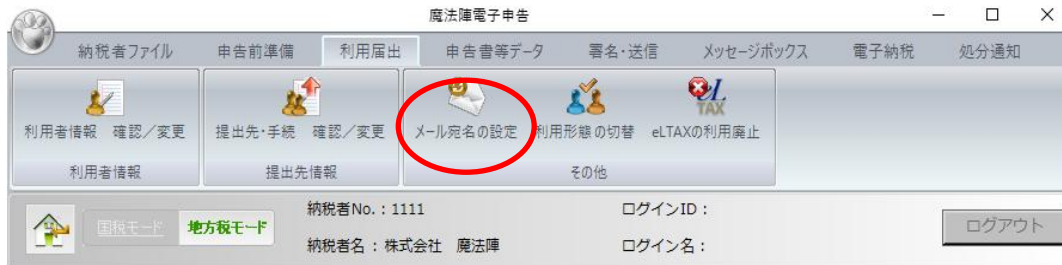 魔法陣電子申告
納税者ファイル 申告前準備 利用届出 申告書等データ 署名・送信 メッセージボックス 電子納税 処分通知
eL
TAX
利用者情報 確認／変更 提出先・手続 確認／変更 メール宛名の設定 利用形態の切替 eLTAXの利用廃止
利用者情報 提出先情報 その他
納税者No.：1111 ログインID：
国税モード 地方税モード ログアウト
納税者名：株式会社 魔法陣 ログイン名：